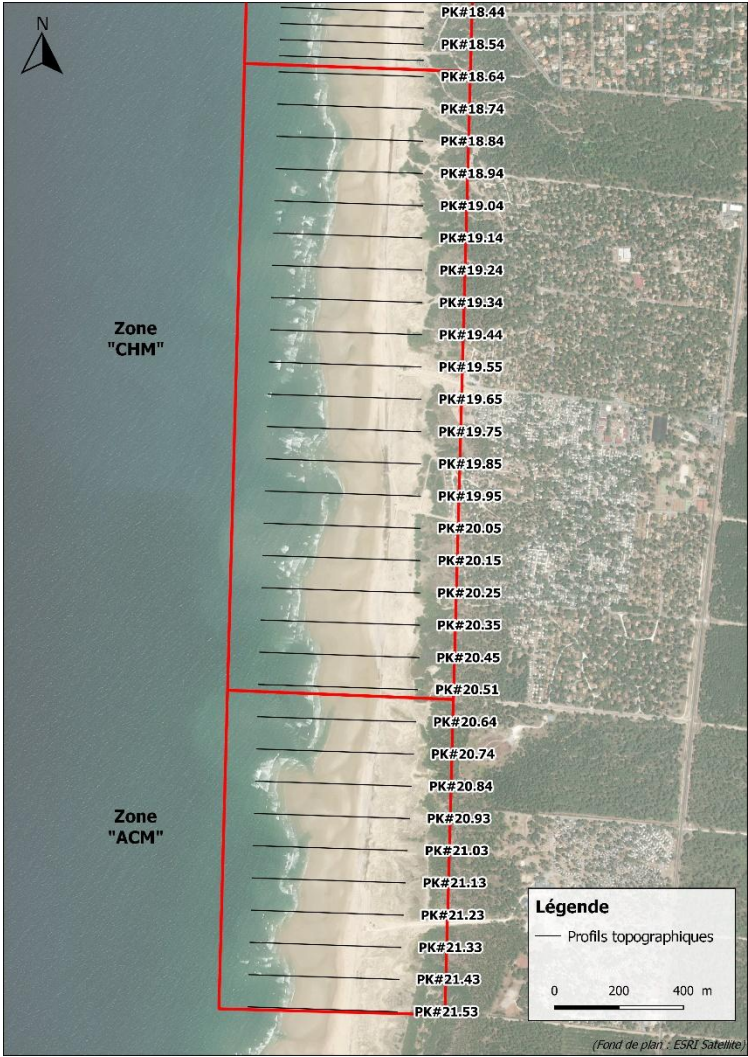 N
PK#18.44
PK#18.54
PK#18.64
PK#18.74
PK#18.84
PK#18.94
PK#19.04
PK#19.14
PK#19.24
PK#19.34
Zone
"CHM"
PK#19.44
PK#19.55
PK#19.65
PK#19.75
PK#19.85
PK#19.95
PK#20.05
PK#20.15
PK#20.25
PK#20.35
PK#20.45
PK#20.51
PK#20.64
PK#20.74
PK#20.84
Zone
"ACM"
PK#20.93
PK#21.03
PK#21.13
PK#21.23
PK#21.33
PK#21.43
PK#21.53
Légende
Profils topographiques
0 200 400 m
(Fond de plan : ESRI Satellite)